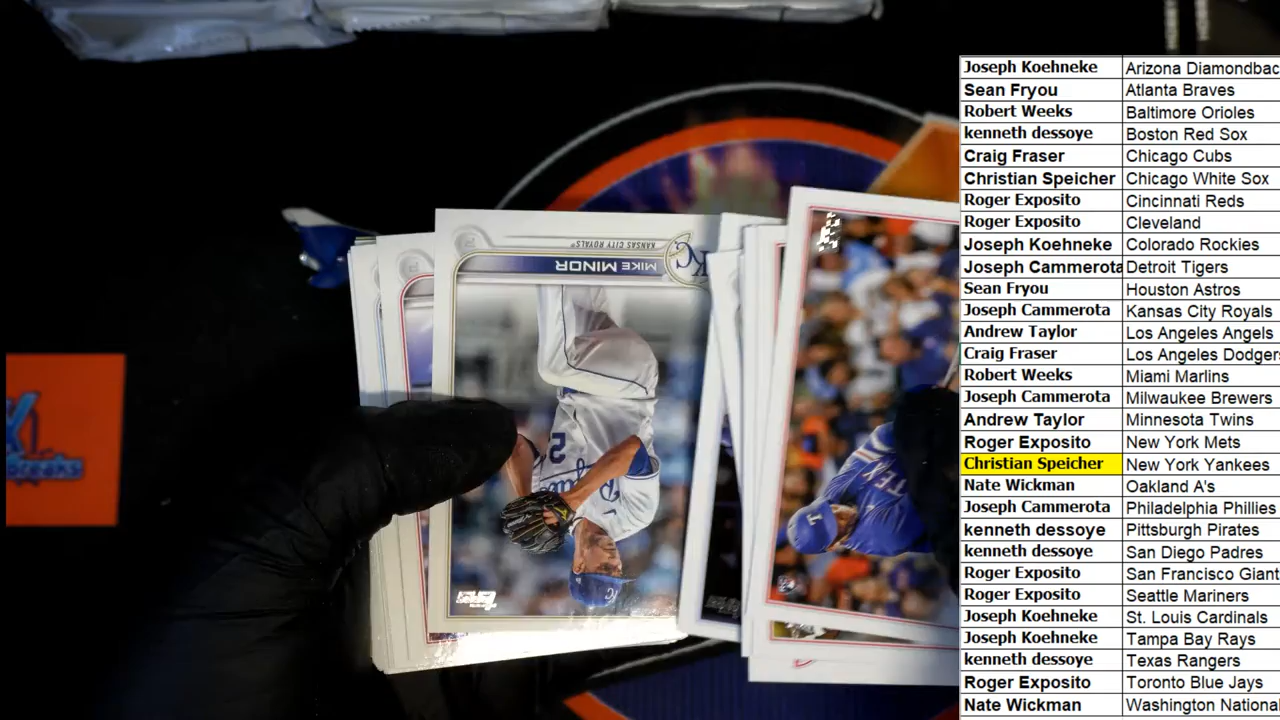 Joseph Koehneke Arizona Diamondbac
Sean Fryou Atlanta Braves
Robert Weeks Baltimore Orioles
kenneth dessoye Boston Red Sox
Craig Fraser Chicago Cubs
Christian Speicher Chicago White Sox
Roger Exposito Cincinnati Reds
Roger Exposito Cleveland
Joseph Koehneke Colorado Rockies
Joseph Cammerota Detroit Tigers
Sean Fryou Houston Astros
Joseph Cammerota Kansas City Royals
Andrew Taylor Los Angeles Angels
Craig Fraser Los Angeles Dodgers
Robert Weeks Miami Marlins
Joseph Cammerota Milwaukee Brewers
Andrew Taylor Minnesota Twins
Roger Exposito New York Mets
Christian Speicher New York Yankees
Nate Wickman Oakland A's
Joseph Cammerota Philadelphia Phillies
kenneth dessoye Pittsburgh Pirates
kenneth dessoye San Diego Padres
Roger Exposito San Francisco Giant
Roger Exposito Seattle Mariners
Joseph Koehneke St. Louis Cardinals
Joseph Koehneke Tampa Bay Rays
kenneth dessoye Texas Rangers
Roger Exposito Toronto Blue Jays
Nate Wickman Washington National
KANSAS CITY ROYALS
MIKE MINOR
KC
Royals
2
TEX
T
breaks